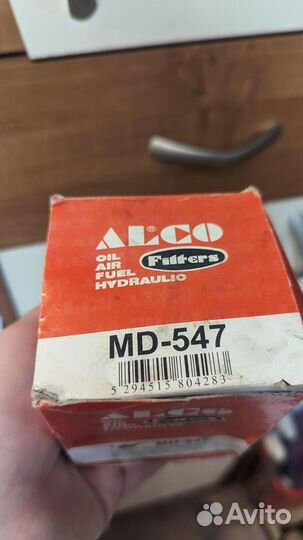 ALCO®
OIL
AIR
FUEL
HYDRAULIC
Filters
MD-547
5 294515 804283
Avito